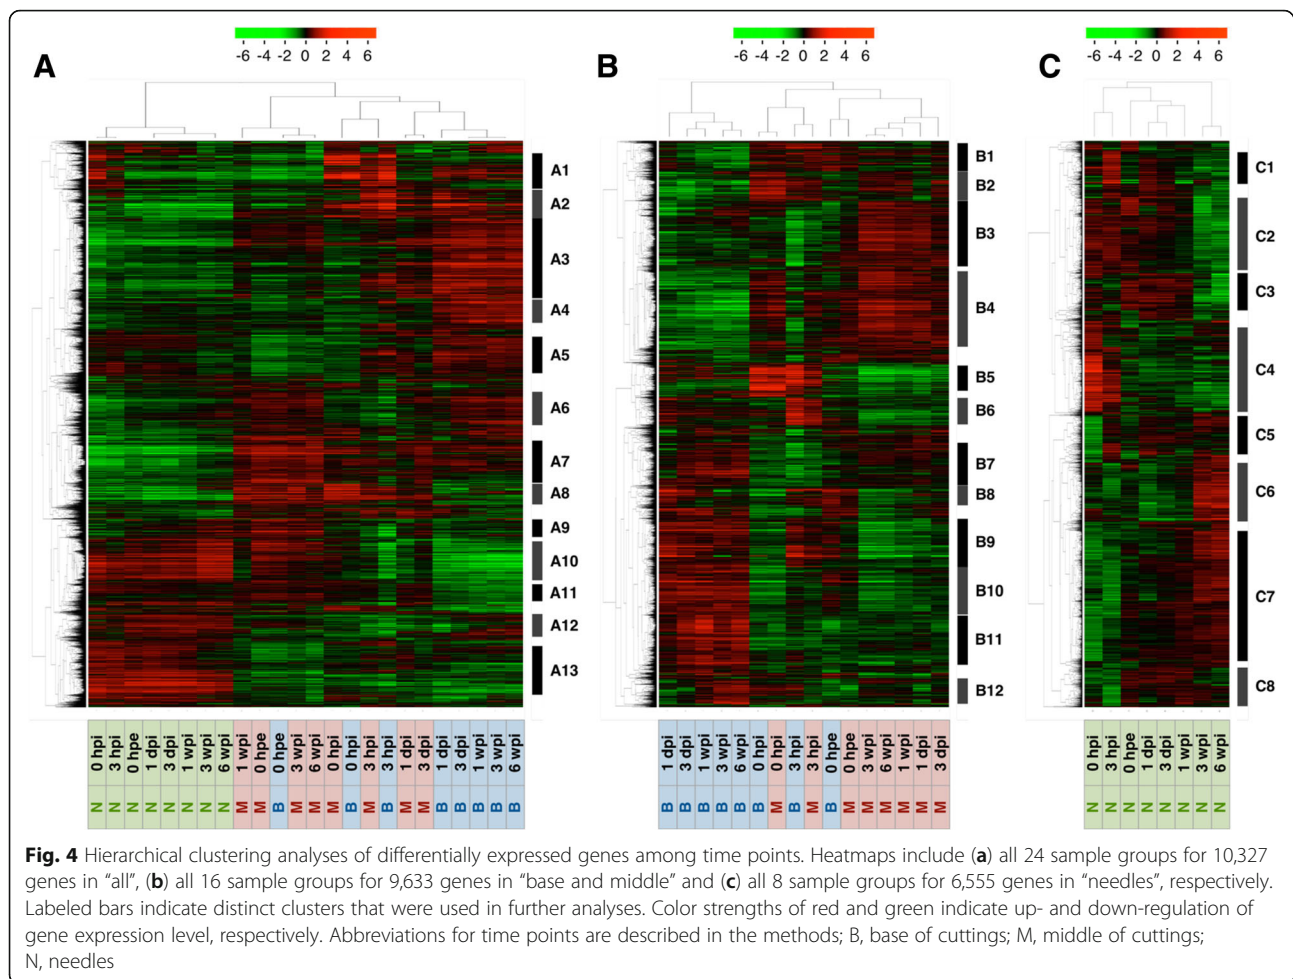 A
-6 -4 -2 0 2 4 6
B
-6 -4 -2 0 2 4 6
C
-6 -4 -2 0 2 4 6
A1
A2
A3
A4
A5
A6
A7
A8
A9
A10
A11
A12
A13
B1
B2
B3
B4
B5
B6
B7
B8
B9
B10
B11
B12
C1
C2
C3
C4
C5
C6
C7
C8
0 hpi 3 hpi 0 hpe 1 dpi 3 dpi 1 wpi 3 wpi 6 wpi 1 wpi 0 hpe 0 hpe 3 wpi 6 wpi 0 hpi 0 hpi 3 hpi 3 hpi 1 dpi 3 dpi 1 dpi 3 dpi 1 wpi 3 wpi 6 wpi
N N N N N N N N M M B M M M B M B M M B B B B B
1 dpi 3 dpi 1 wpi 3 wpi 6 wpi 0 hpi 0 hpi 3 hpi 3 hpi 0 hpe 0 hpe 3 wpi 6 wpi 1 wpi 1 dpi 3 dpi
B B B B B B M B M B M M M M M M
0 hpi 3 hpi 0 hpe 1 dpi 3 dpi 1 wpi 3 wpi 6 wpi
N N N N N N N N
Fig. 4 Hierarchical clustering analyses of differentially expressed genes among time points. Heatmaps include (a) all 24 sample groups for 10,327
genes in “all”, (b) all 16 sample groups for 9,633 genes in “base and middle” and (c) all 8 sample groups for 6,555 genes in “needles”, respectively.
Labeled bars indicate distinct clusters that were used in further analyses. Color strengths of red and green indicate up- and down-regulation of
gene expression level, respectively. Abbreviations for time points are described in the methods; B, base of cuttings; M, middle of cuttings;
N, needles